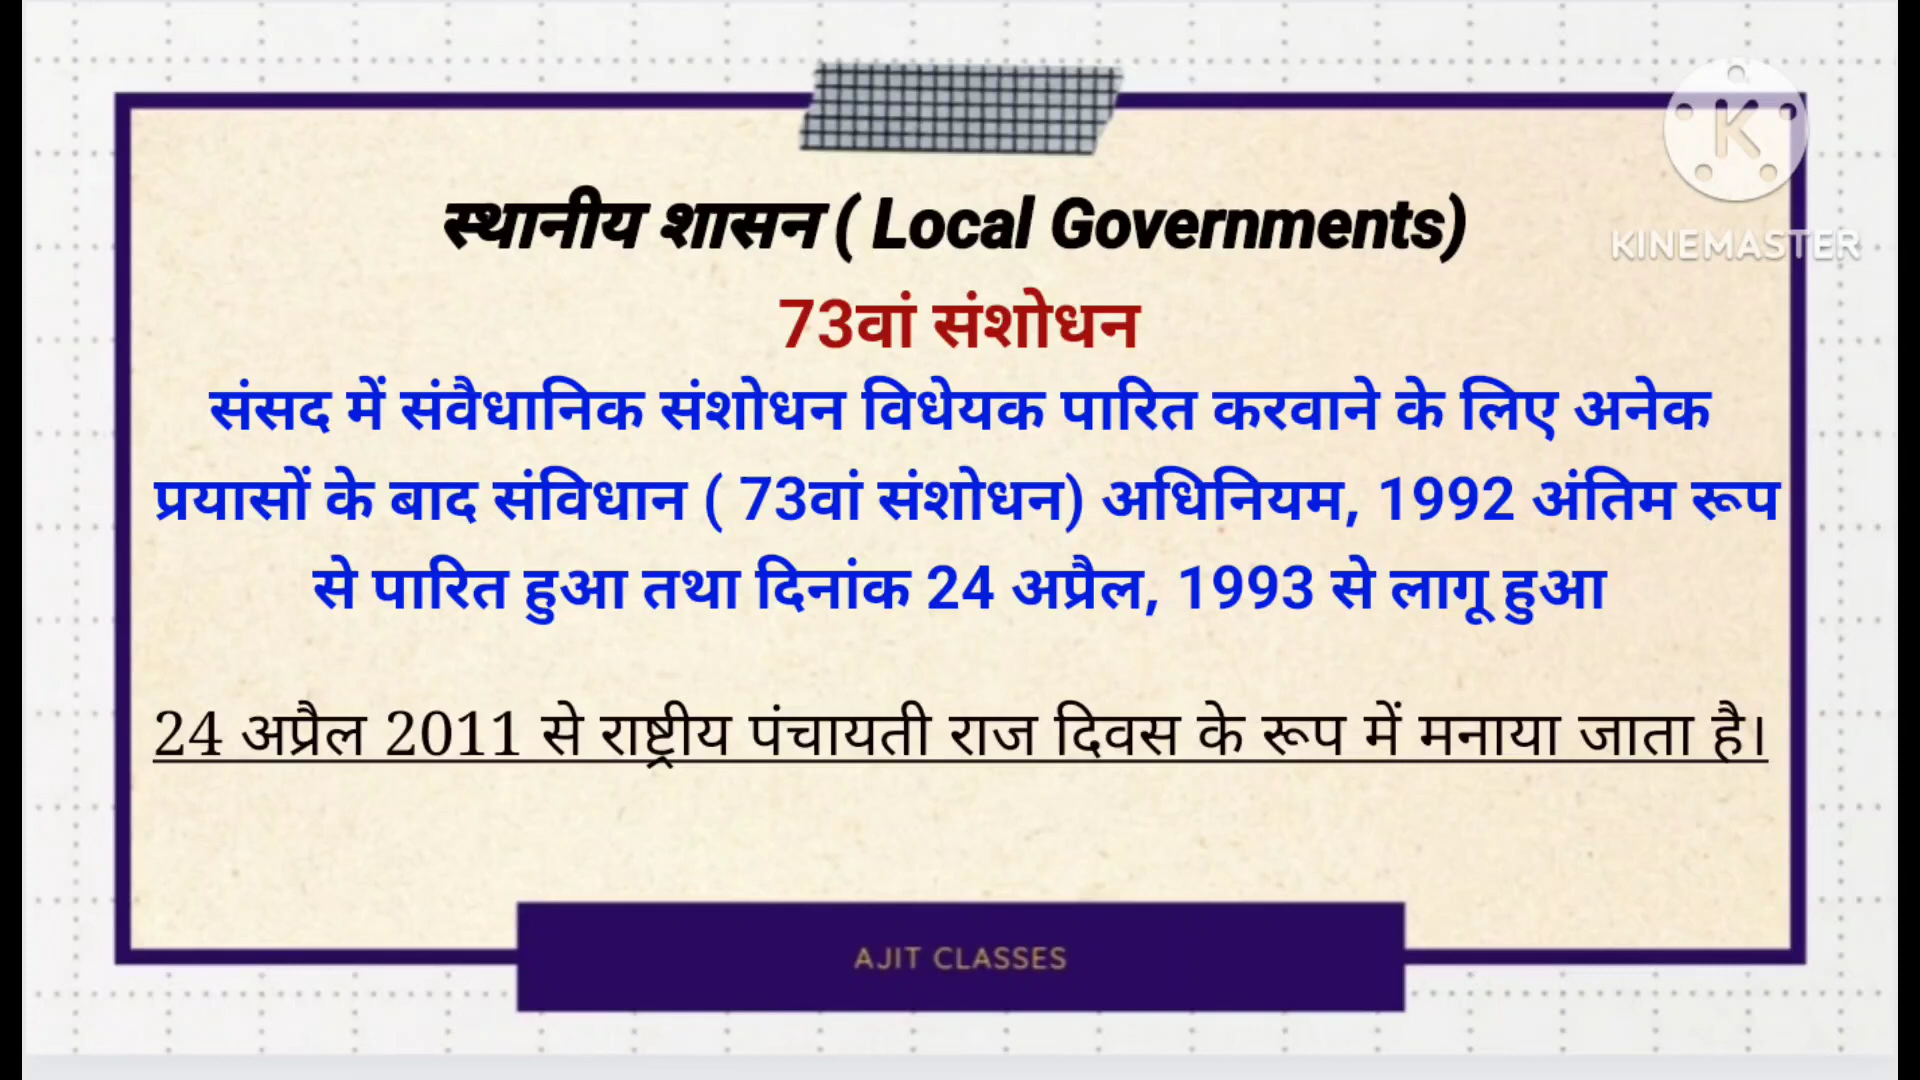 KINEMASTER
स्थानीय शासन ( Local Governments)
73वां संशोधन
संसद में संवैधानिक संशोधन विधेयक पारित करवाने के लिए अनेक
प्रयासों के बाद संविधान ( 73वां संशोधन) अधिनियम, 1992 अंतिम रूप
से पारित हुआ तथा दिनांक 24 अप्रैल, 1993 से लागू हुआ
24 अप्रैल 2011 से राष्ट्रीय पंचायती राज दिवस के रूप में मनाया जाता है।
AJIT CLASSES